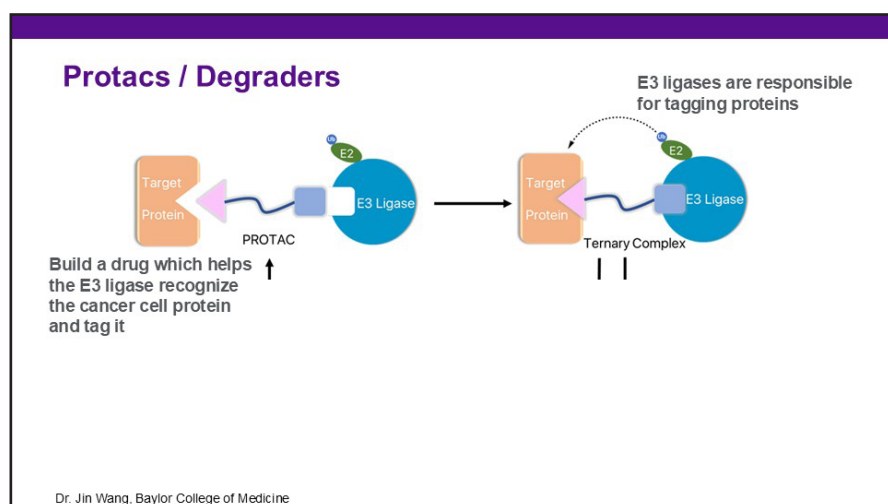 Protacs / Degraders
E3 ligases are responsible
for tagging proteins
Ub
E2
Target
Protein
E3 Ligase
PROTAC
Ub
E2
Target
Protein
E3 Ligase
Ternary Complex
Build a drug which helps
the E3 ligase recognize
the cancer cell protein
and tag it
Dr. Jin Wang, Baylor College of Medicine